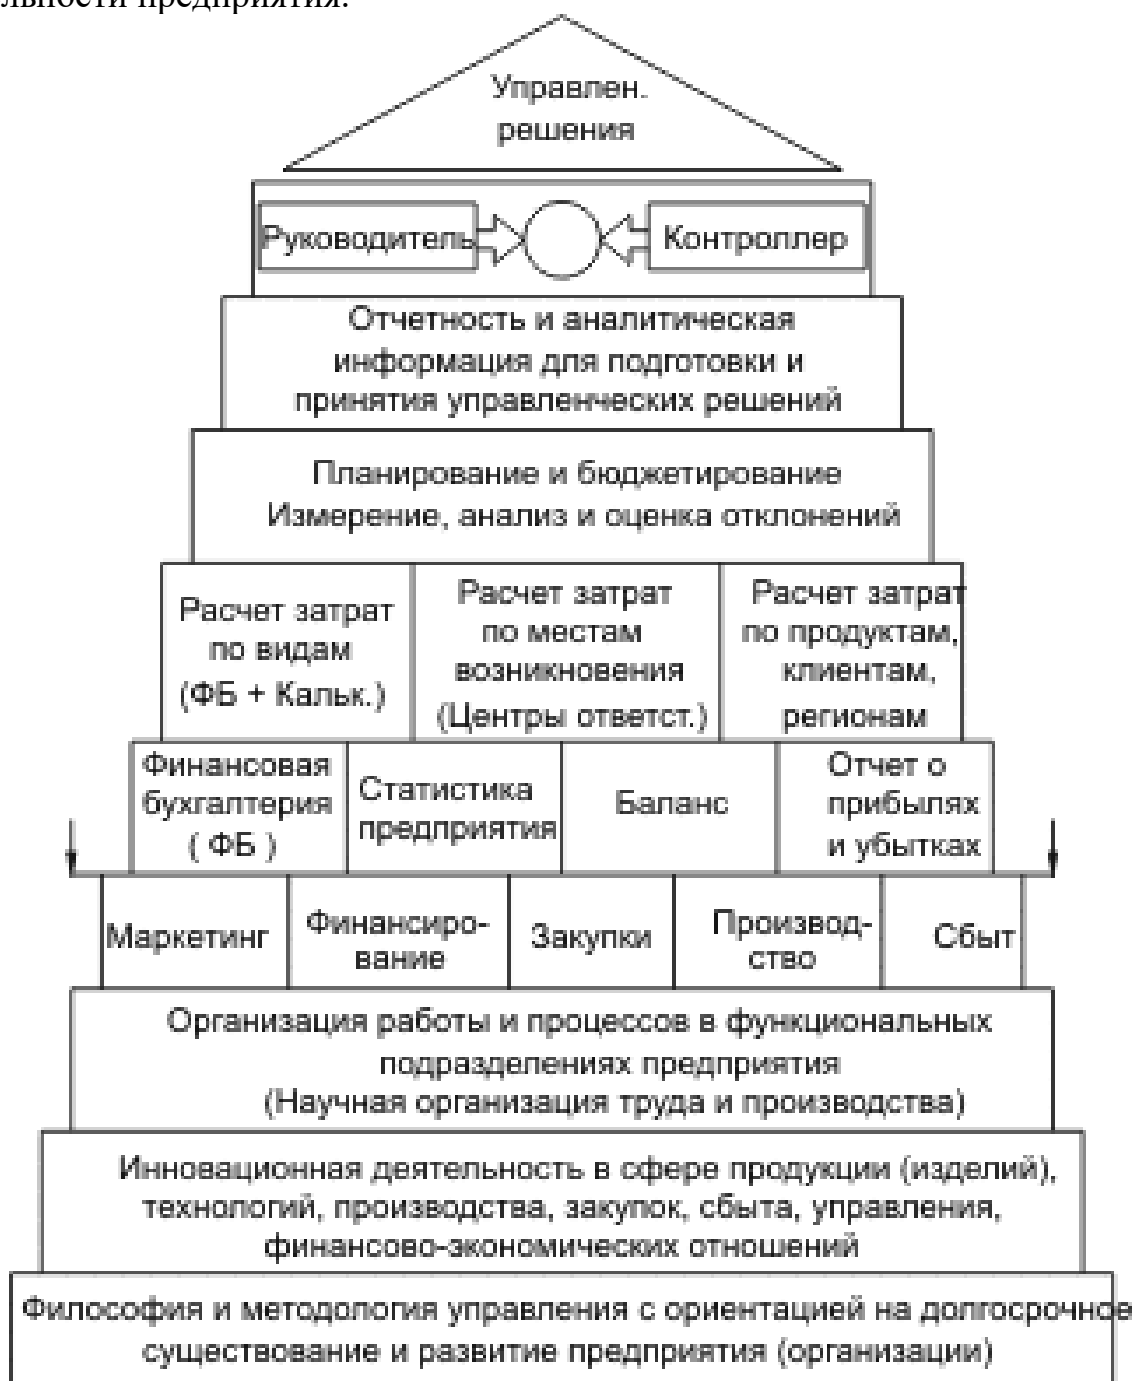 льности предприятия.
Управлен.
решения
Руководитель
Контроллер
Отчетность и аналитическая
информация для подготовки и
принятия управленческих решений
Планирование и бюджетирование
Измерение, анализ и оценка отклонений
Расчет затрат
по видам
(ФБ + Кальк.)
Расчет затрат
по местам
возникновения
(Центры ответст.)
Расчет затрат
по продуктам,
клиентам,
регионам
Финансовая
бухгалтерия
( ФБ )
Статистика
предприятия
Баланс
Отчет о
прибылях
и убытках
Маркетинг
Финансиро-
вание
Закупки
Производ-
ство
Сбыт
Организация работы и процессов в функциональных
подразделениях предприятия
(Научная организация труда и производства)
Инновационная деятельность в сфере продукции (изделий),
технологий, производства, закупок, сбыта, управления,
финансово-экономических отношений
Философия и методология управления с ориентацией на долгосрочное
существование и развитие предприятия (организации)